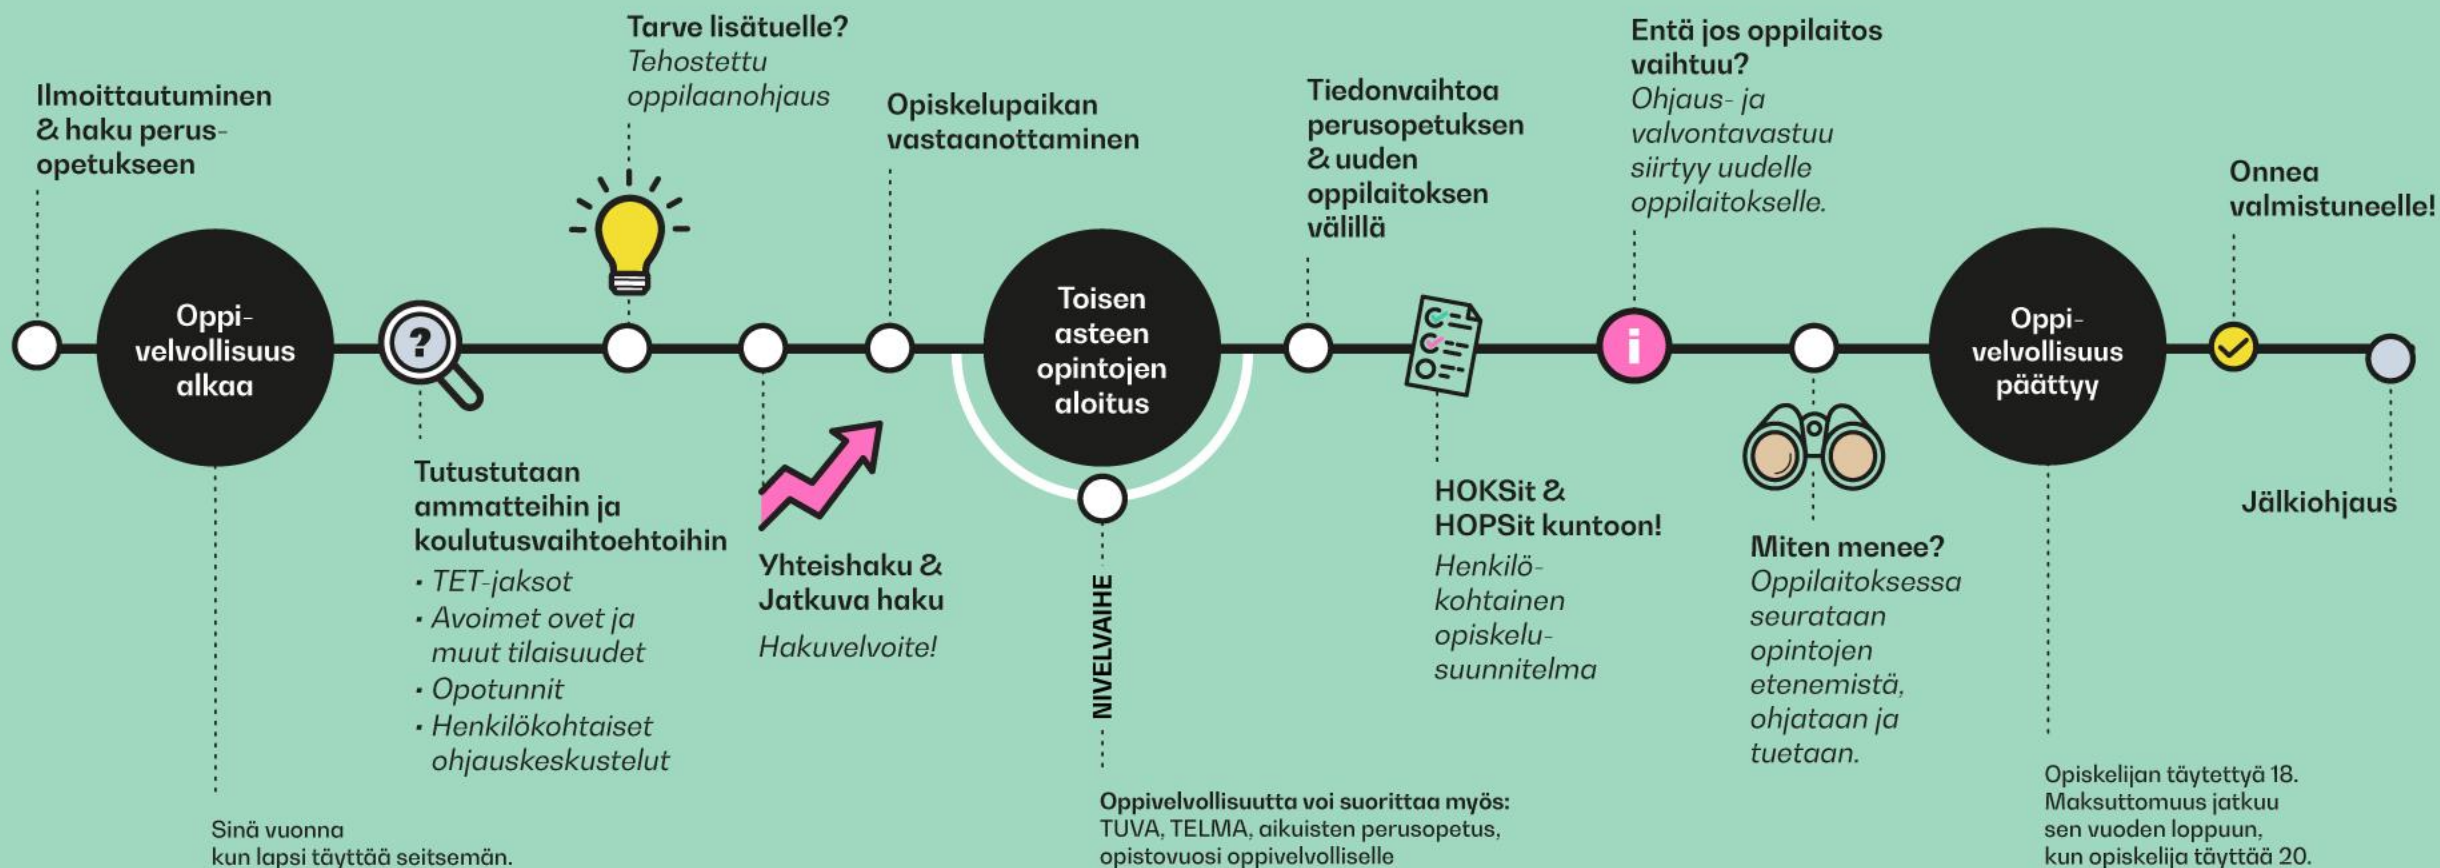 Ilmoittautuminen
& haku perus-
opetukseen
Oppi-
velvollisuus
alkaa
Sinä vuonna
kun lapsi täyttää seitsemän.
?
Tutustutaan
ammatteihin ja
koulutusvaihtoehtoihin
• TET-jaksot
• Avoimet ovet ja
muut tilaisuudet
• Opotunnit
• Henkilökohtaiset
ohjauskeskustelut
Tarve lisätuelle?
Tehostettu
oppilaanohjaus
Yhteishaku &
Jatkuva haku
Hakuvelvoite!
Opiskelupaikan
vastaanottaminen
Toisen
asteen
opintojen
aloitus
NIVELVAIHE
Oppivelvollisuutta voi suorittaa myös:
TUVA, TELMA, aikuisten perusopetus,
opistovuosi oppivelvolliselle
Tiedonvaihtoa
perusopetuksen
& uuden
oppilaitoksen
välillä
HOKSit &
HOPSit kuntoon!
Henkilö-
kohtainen
opiskelu-
suunnitelma
Entä jos oppilaitos
vaihtuu?
Ohjaus- ja
valvontavastuu
siirtyy uudelle
oppilaitokselle.
i
Miten menee?
Oppilaitoksessa
seurataan
opintojen
etenemistä,
ohjataan ja
tuetaan.
Oppi-
velvollisuus
päättyy
Opiskelijan täytettyä 18.
Maksuttomuus jatkuu
sen vuoden loppuun,
kun opiskelija täyttää 20.
Onnea
valmistuneelle!
Jälkiohjaus